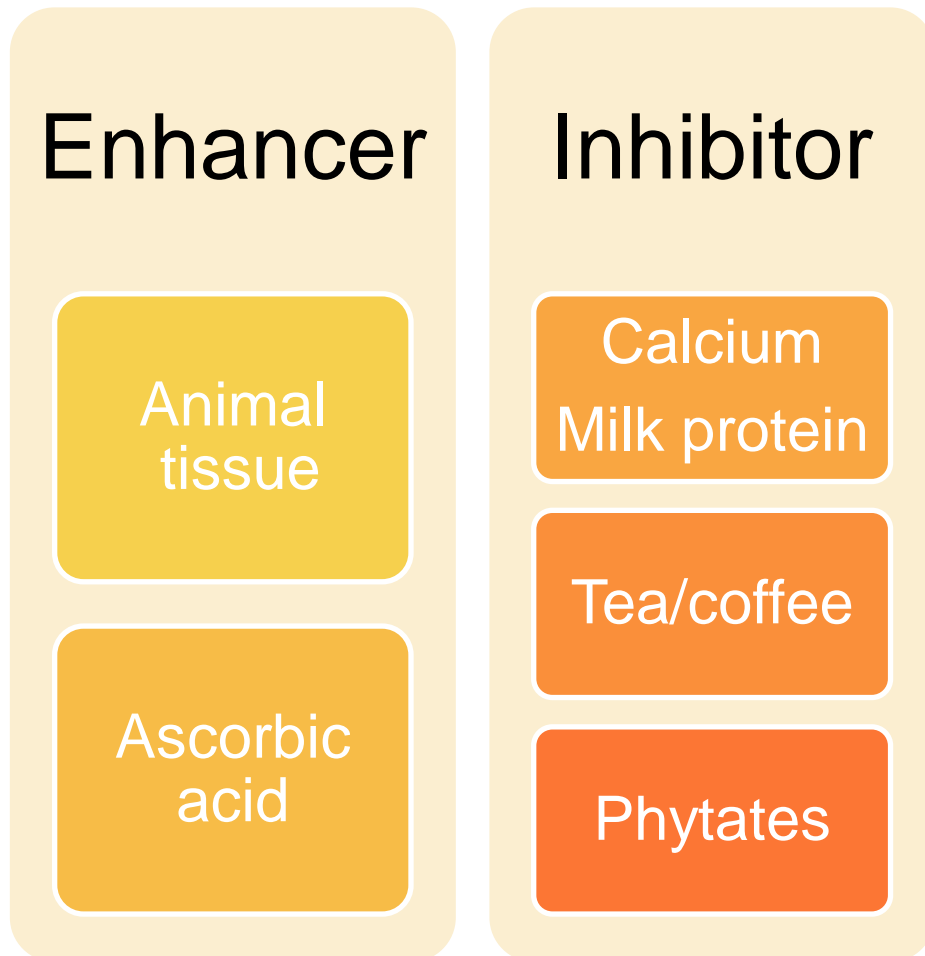 Enhancer
Animal
tissue
Ascorbic
acid
Inhibitor
Calcium
Milk protein
Tea/coffee
Phytates